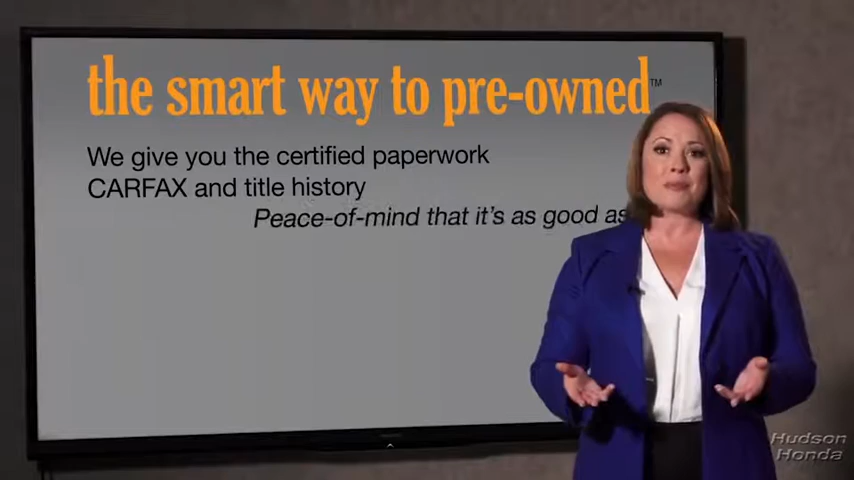 the smart way to pre-owned™
We give you the certified paperwork
CARFAX and title history
Peace-of-mind that it's as good as
Hudson
Honda